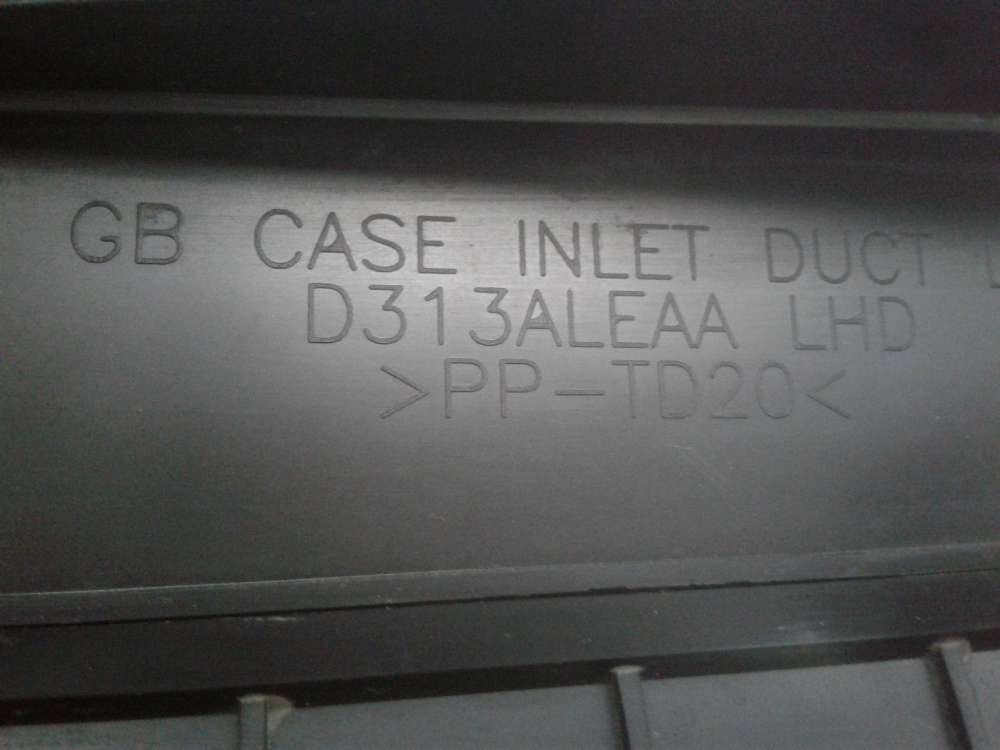 GB CASE INLET DUCT L
D313ALEAA LHD
>PP-TD20<